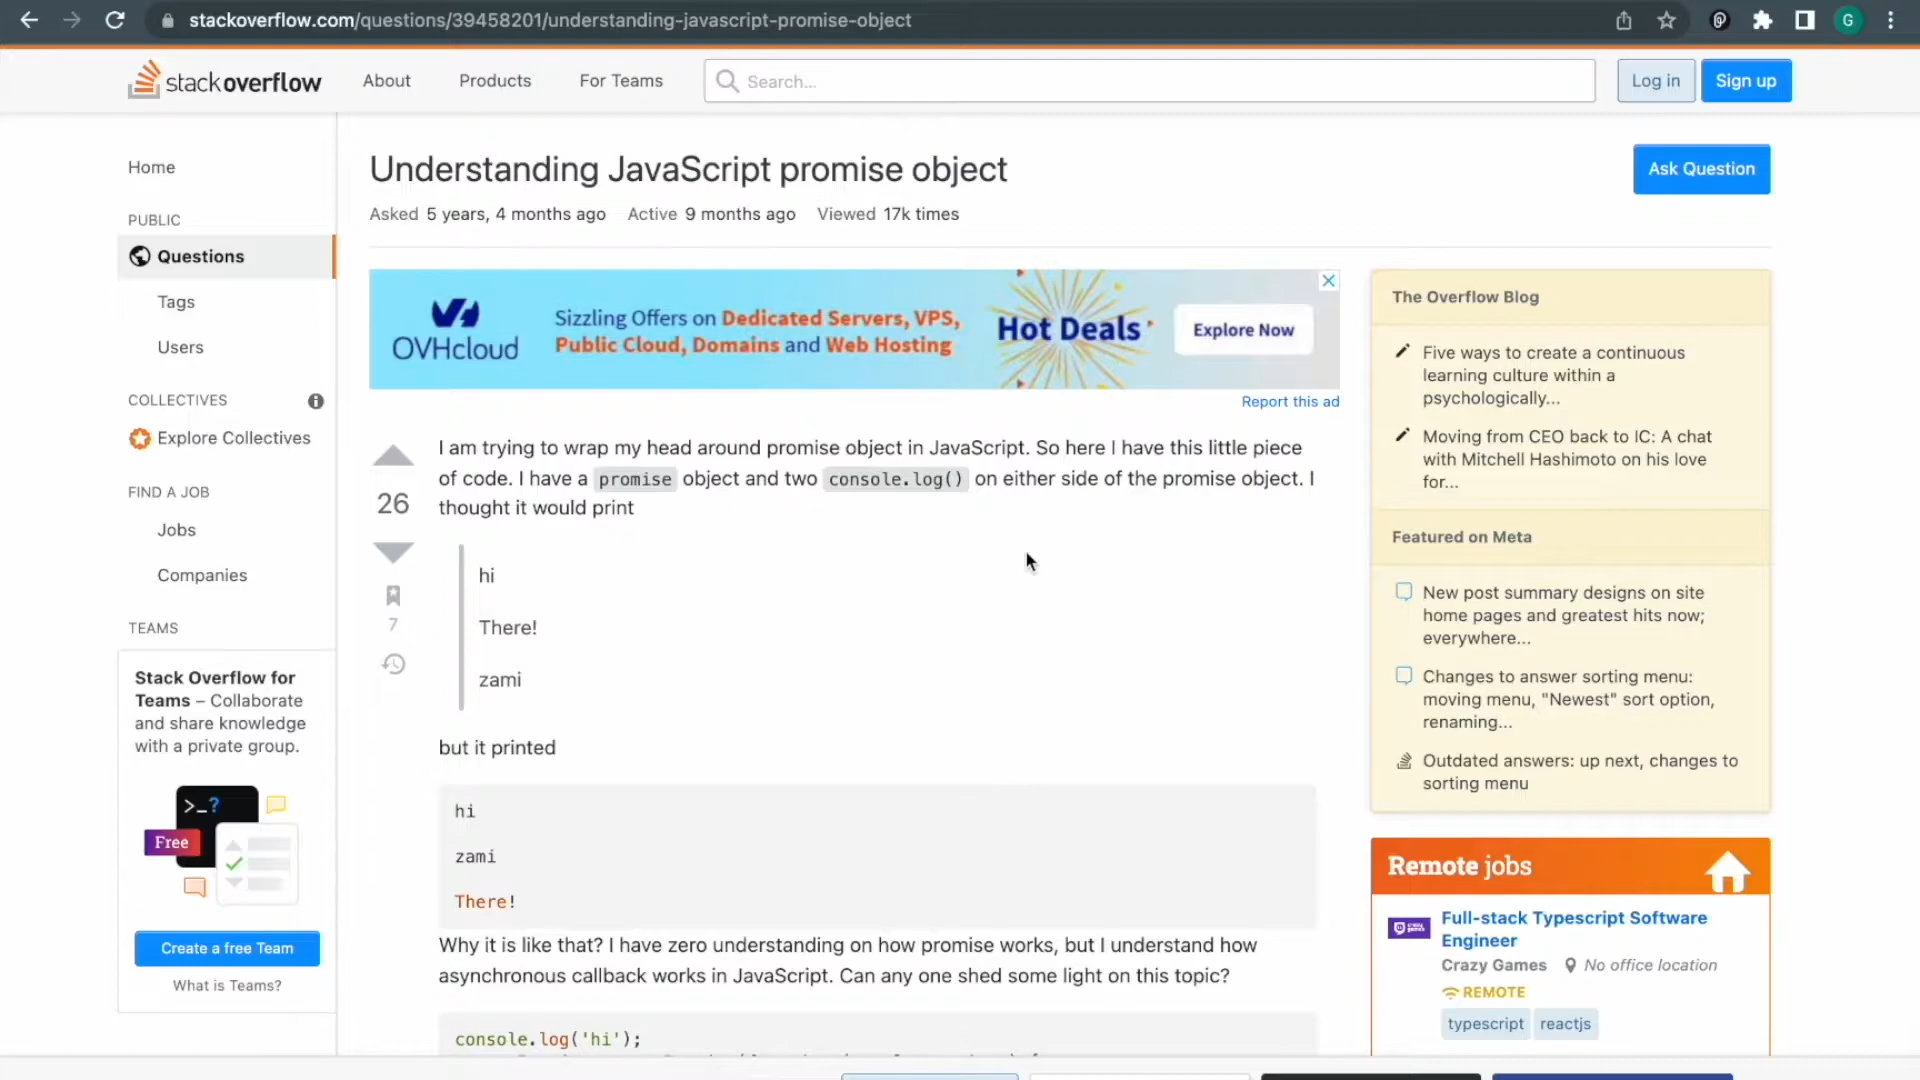 stackoverflow.com/questions/39458201/understanding-javascript-promise-object
G
stackoverflow
About
Products
For Teams
Search...
Log in
Sign up
Home
PUBLIC
Questions
Tags
Users
COLLECTIVES
Explore Collectives
FIND A JOB
Jobs
Companies
TEAMS
Stack Overflow for
Teams – Collaborate
and share knowledge
with a private group.
>_?
Free
Create a free Team
What is Teams?
Understanding JavaScript promise object
Ask Question
Asked 5 years, 4 months ago Active 9 months ago Viewed 17k times
OVHcloud
Sizzling Offers on Dedicated Servers, VPS,
Public Cloud, Domains and Web Hosting
Hot Deals
Explore Now
Report this ad
26
7
I am trying to wrap my head around promise object in JavaScript. So here I have this little piece
of code. I have a promise object and two console.log() on either side of the promise object. I
thought it would print
hi
There!
zami
but it printed
hi
zami
There!
Why it is like that? I have zero understanding on how promise works, but I understand how
asynchronous callback works in JavaScript. Can any one shed some light on this topic?
console.log('hi');
The Overflow Blog
Five ways to create a continuous
learning culture within a
psychologically...
Moving from CEO back to IC: A chat
with Mitchell Hashimoto on his love
for...
Featured on Meta
New post summary designs on site
home pages and greatest hits now;
everywhere...
Changes to answer sorting menu:
moving menu, "Newest" sort option,
renaming...
Outdated answers: up next, changes to
sorting menu
Remote jobs
Full-stack Typescript Software
Engineer
Crazy Games No office location
REMOTE
typescript reactjs